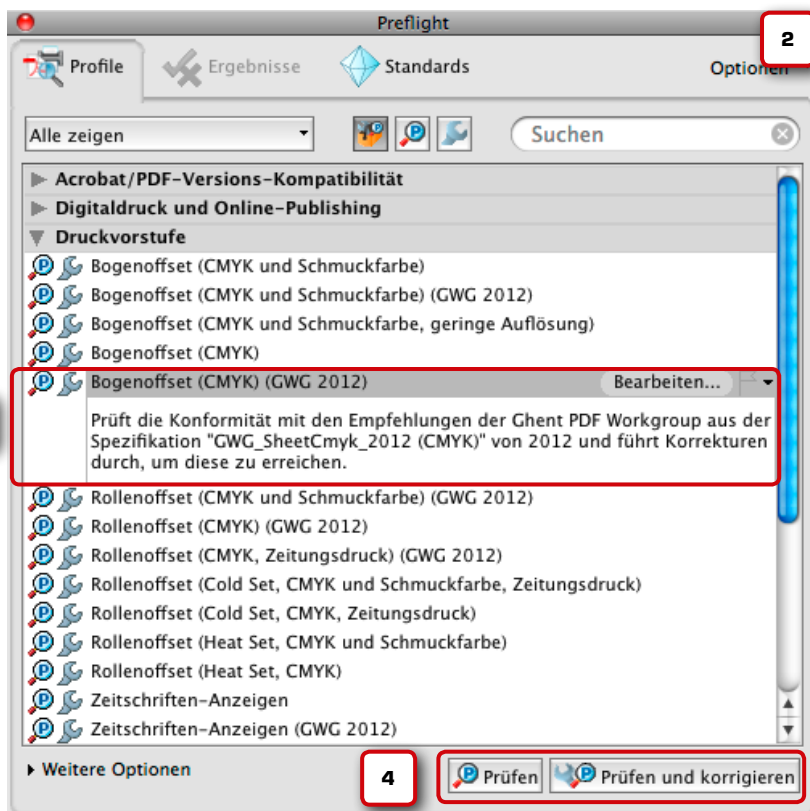 Preflight
2
Profile
Ergebnisse
Standards
Optionen
Alle zeigen
Suchen
Acrobat/PDF-Versions-Kompatibilität
Digitaldruck und Online-Publishing
Druckvorstufe
Bogenoffset (CMYK und Schmuckfarbe)
Bogenoffset (CMYK und Schmuckfarbe) (GWG 2012)
Bogenoffset (CMYK und Schmuckfarbe, geringe Auflösung)
Bogenoffset (CMYK)
Bogenoffset (CMYK) (GWG 2012) Bearbeiten...
Prüft die Konformität mit den Empfehlungen der Ghent PDF Workgroup aus der
Spezifikation "GWG_SheetCmyk_2012 (CMYK)" von 2012 und führt Korrekturen
durch, um diese zu erreichen.
Rollenoffset (CMYK und Schmuckfarbe) (GWG 2012)
Rollenoffset (CMYK) (GWG 2012)
Rollenoffset (CMYK, Zeitungsdruck) (GWG 2012)
Rollenoffset (Cold Set, CMYK und Schmuckfarbe, Zeitungsdruck)
Rollenoffset (Cold Set, CMYK, Zeitungsdruck)
Rollenoffset (Heat Set, CMYK und Schmuckfarbe)
Rollenoffset (Heat Set, CMYK)
Zeitschriften-Anzeigen
Zeitschriften-Anzeigen (GWG 2012)
Weitere Optionen
4
Prüfen
Prüfen und korrigieren